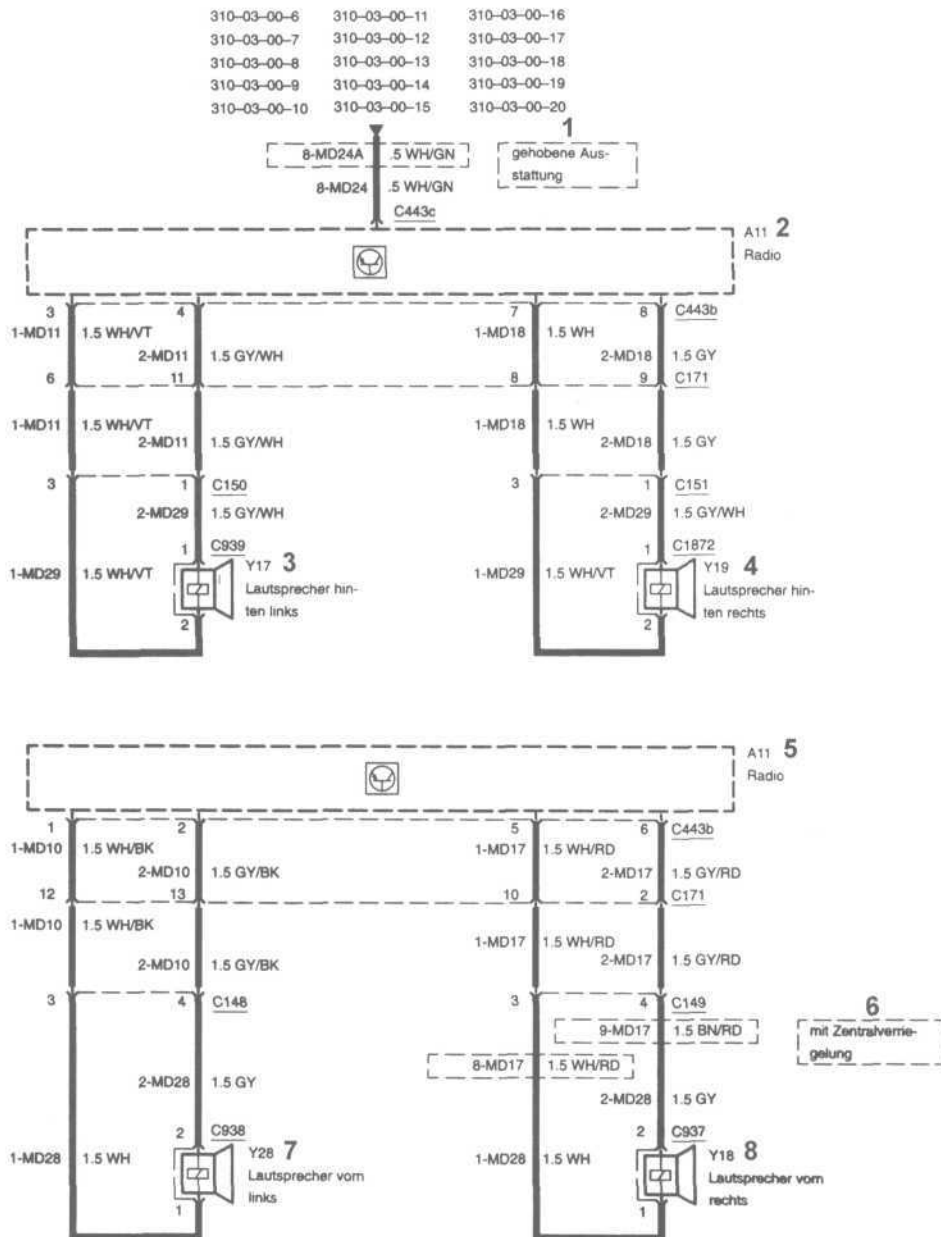 310–03–00–6 310–03–00–11 310–03–00–16
310–03–00–7 310–03–00–12 310–03–00–17
310–03–00–8 310–03–00–13 310–03–00–18
310–03–00–9 310–03–00–14 310–03–00–19
310–03–00–10 310–03–00–15 310–03–00–20
1
8-MD24A .5 WH/GN
gehobene Aus-
stattung
8-MD24 .5 WH/GN
C443c
A11 2
Radio
3 4 7 8 C443b
1-MD11 1.5 WH/VT 1-MD18 1.5 WH
2-MD11 1.5 GY/WH 2-MD18 1.5 GY
6 11 8 9 C171
1-MD11 1.5 WH/VT 1-MD18 1.5 WH
2-MD11 1.5 GY/WH 2-MD18 1.5 GY
3 1 C150 3 1 C151
2-MD29 1.5 GY/WH 2-MD29 1.5 GY/WH
1 C939 1 C1872
1-MD29 1.5 WH/VT Y17 3 1-MD29 1.5 WH/VT Y19 4
Lautsprecher hin-
ten links
Lautsprecher hin-
ten rechts
2 2
A11 5
Radio
1 2 5 6 C443b
1-MD10 1.5 WH/BK 1-MD17 1.5 WH/RD
2-MD10 1.5 GY/BK 2-MD17 1.5 GY/RD
12 13 10 2 C171
1-MD10 1.5 WH/BK 1-MD17 1.5 WH/RD
2-MD10 1.5 GY/BK 2-MD17 1.5 GY/RD
3 4 C148 3 4 C149
6
9-MD17 1.5 BN/RD
mit Zentralverrie-
gelung
8-MD17 1.5 WH/RD
2-MD28 1.5 GY 2-MD28 1.5 GY
2 C938 2 C937
1-MD28 1.5 WH Y28 7 1-MD28 1.5 WH Y18 8
Lautsprecher vorn
links
Lautsprecher vorn
rechts
1 1